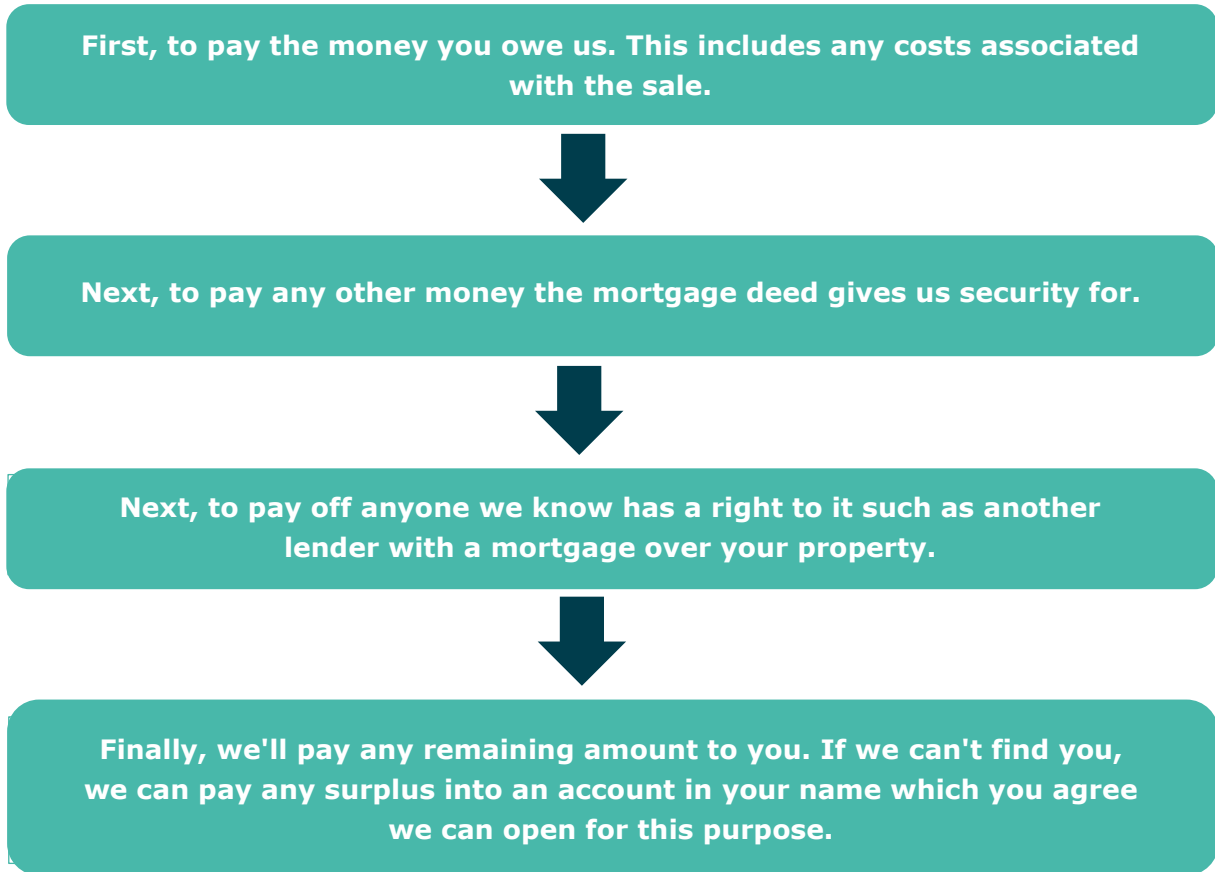 First, to pay the money you owe us. This includes any costs associated
with the sale.
Next, to pay any other money the mortgage deed gives us security for.
Next, to pay off anyone we know has a right to it such as another
lender with a mortgage over your property.
Finally, we'll pay any remaining amount to you. If we can't find you,
we can pay any surplus into an account in your name which you agree
we can open for this purpose.